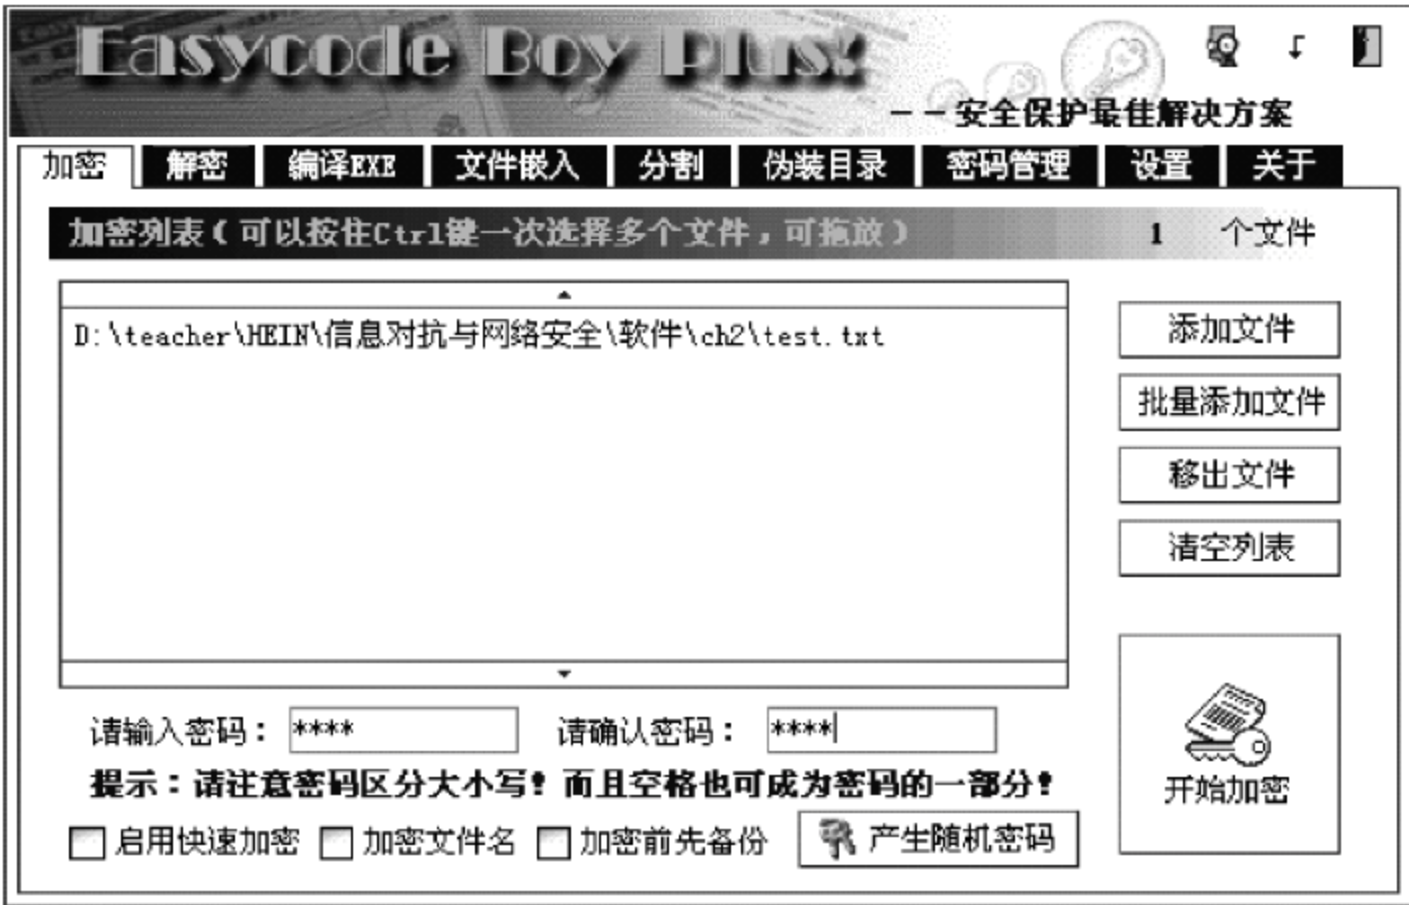 Easycode Boy Plus!
－－安全保护最佳解决方案
加密 解密 编译EXE 文件嵌入 分割 伪装目录 密码管理 设置 关于
加密列表(可以按住Ctrl键一次选择多个文件，可拖放) 1 个文件
D:\teacher\HEIN\信息对抗与网络安全\软件\ch2\test.txt
添加文件
批量添加文件
移出文件
清空列表
请输入密码： **** 请确认密码： ****
提示：请注意密码区分大小写！而且空格也可成为密码的一部分！
开始加密
启用快速加密 加密文件名 加密前先备份 产生随机密码